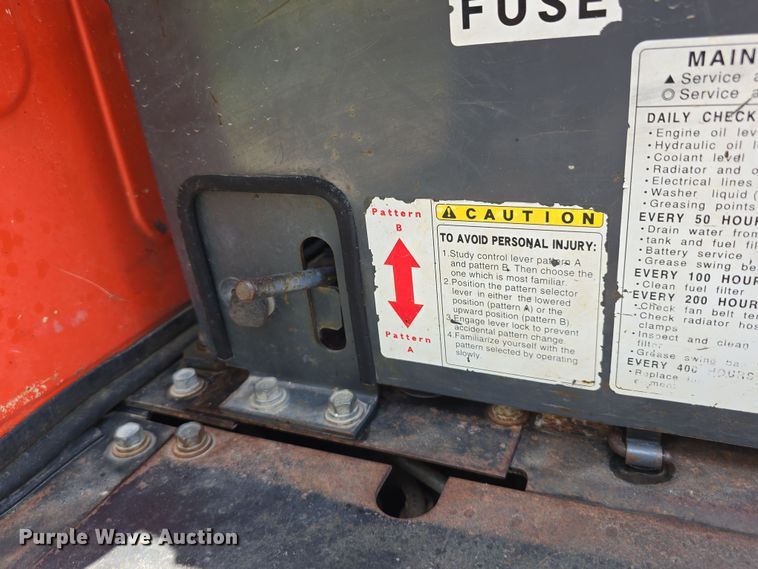 FUSE
MAIN
▲ Service a
◎ Service a
DAILY CHECK
• Engine oil leve
• Hydraulic oil l
• Coolant level
• Radiator and o
• Electrical lines
• Washer liquid (
• Greasing points
EVERY 50 HOUR
• Drain water from
• tank and fuel fil
• Battery service
• Grease swing be
EVERY 100 HOUR
• Clean fuel filter
EVERY 200 HOUR
• Check fan belt ten
• Check radiator hos
clamps
• Inspect and clean
filter
• Grease swing ba
EVERY 400 HOURS
• Replace
Pattern
B
Pattern
A
⚠ CAUTION
TO AVOID PERSONAL INJURY:
1. Study control lever pattern A
and pattern B. Then choose the
one which is most familiar.
2. Position the pattern selector
lever in either the lowered
position (pattern A) or the
upward position (pattern B).
3. Engage lever lock to prevent
accidental pattern change.
4. Familiarize yourself with the
pattern selected by operating
slowly.
Purple Wave Auction